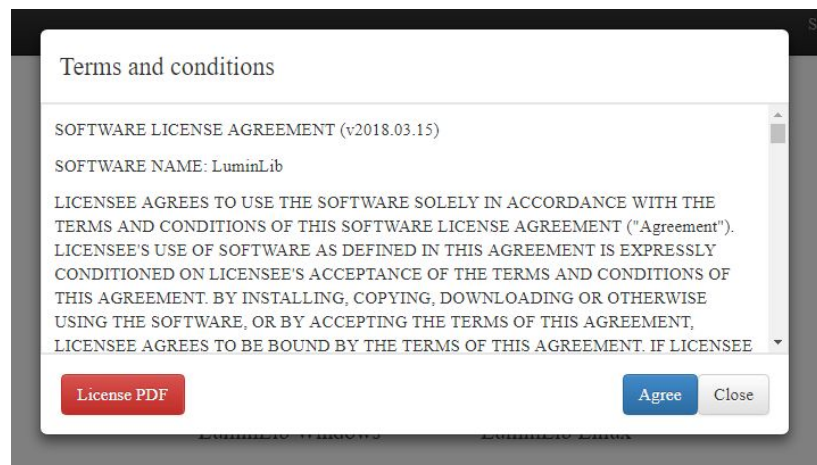 Terms and conditions
SOFTWARE LICENSE AGREEMENT (v2018.03.15)
SOFTWARE NAME: LuminLib
LICENSEE AGREES TO USE THE SOFTWARE SOLELY IN ACCORDANCE WITH THE
TERMS AND CONDITIONS OF THIS SOFTWARE LICENSE AGREEMENT ("Agreement").
LICENSEE'S USE OF SOFTWARE AS DEFINED IN THIS AGREEMENT IS EXPRESSLY
CONDITIONED ON LICENSEE'S ACCEPTANCE OF THE TERMS AND CONDITIONS OF
THIS AGREEMENT. BY INSTALLING, COPYING, DOWNLOADING OR OTHERWISE
USING THE SOFTWARE, OR BY ACCEPTING THE TERMS OF THIS AGREEMENT,
LICENSEE AGREES TO BE BOUND BY THE TERMS OF THIS AGREEMENT. IF LICENSEE
License PDF Agree Close
LuminLib Windows LuminLib Linux